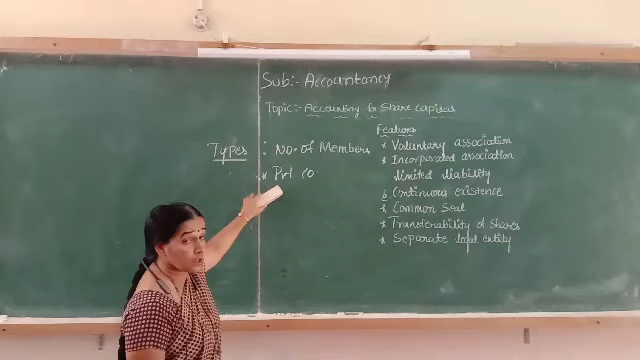 Sub:- Accountancy
Topic:- Accounting for Share Capital
Types : No. of Members
* Pvt Co
Features
* Voluntary association
* Incorporated association
limited liability
* Continuous existence
* Common Seal
* Transferability of shares
* Separate legal entity